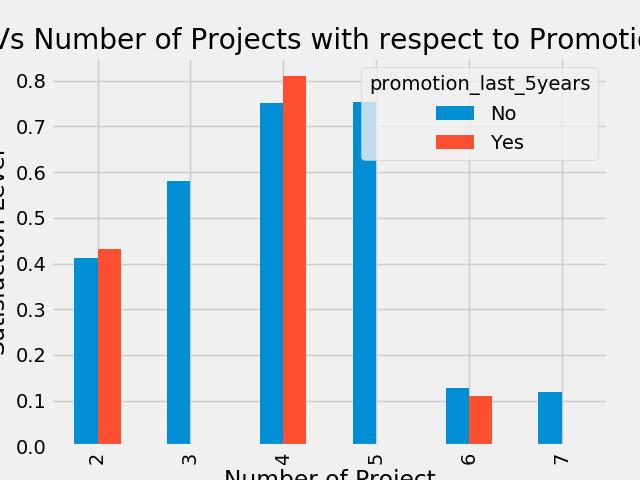 Vs Number of Projects with respect to Promotio
promotion_last_5years
No
Yes
0.8
0.7
0.6
0.5
0.4
0.3
0.2
0.1
0.0
Satisfaction Level
2 3 4 5 6 7
Number of Project